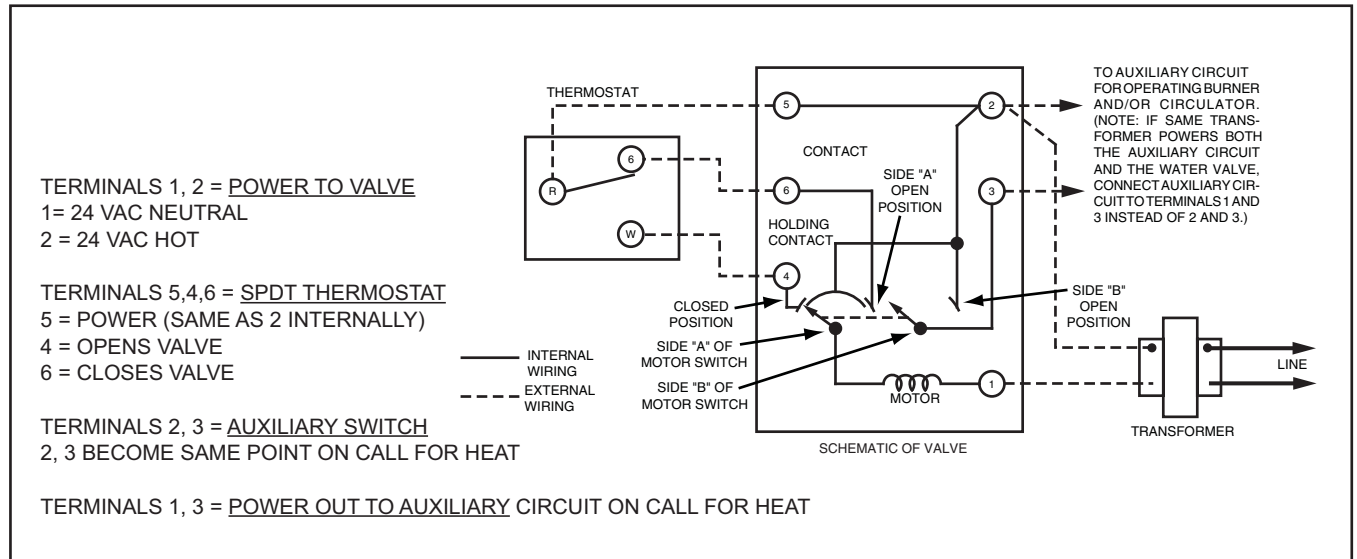 TERMINALS 1, 2 = POWER TO VALVE
1= 24 VAC NEUTRAL
2 = 24 VAC HOT
TERMINALS 5,4,6 = SPDT THERMOSTAT
5 = POWER (SAME AS 2 INTERNALLY)
4 = OPENS VALVE
6 = CLOSES VALVE
TERMINALS 2, 3 = AUXILIARY SWITCH
2, 3 BECOME SAME POINT ON CALL FOR HEAT
TERMINALS 1, 3 = POWER OUT TO AUXILIARY CIRCUIT ON CALL FOR HEAT
INTERNAL
WIRING
EXTERNAL
WIRING
THERMOSTAT
6
R
W
5
2
CONTACT
6
SIDE "A"
OPEN
POSITION
3
HOLDING
CONTACT
4
CLOSED
POSITION
SIDE "A" OF
MOTOR SWITCH
SIDE "B" OF
MOTOR SWITCH
MOTOR
1
SCHEMATIC OF VALVE
TO AUXILIARY CIRCUIT
FOR OPERATING BURNER
AND/OR CIRCULATOR.
(NOTE: IF SAME TRANS-
FORMER POWERS BOTH
THE AUXILIARY CIRCUIT
AND THE WATER VALVE,
CONNECT AUXILIARY CIR-
CUIT TO TERMINALS 1 AND
3 INSTEAD OF 2 AND 3.)
SIDE "B"
OPEN
POSITION
LINE
TRANSFORMER